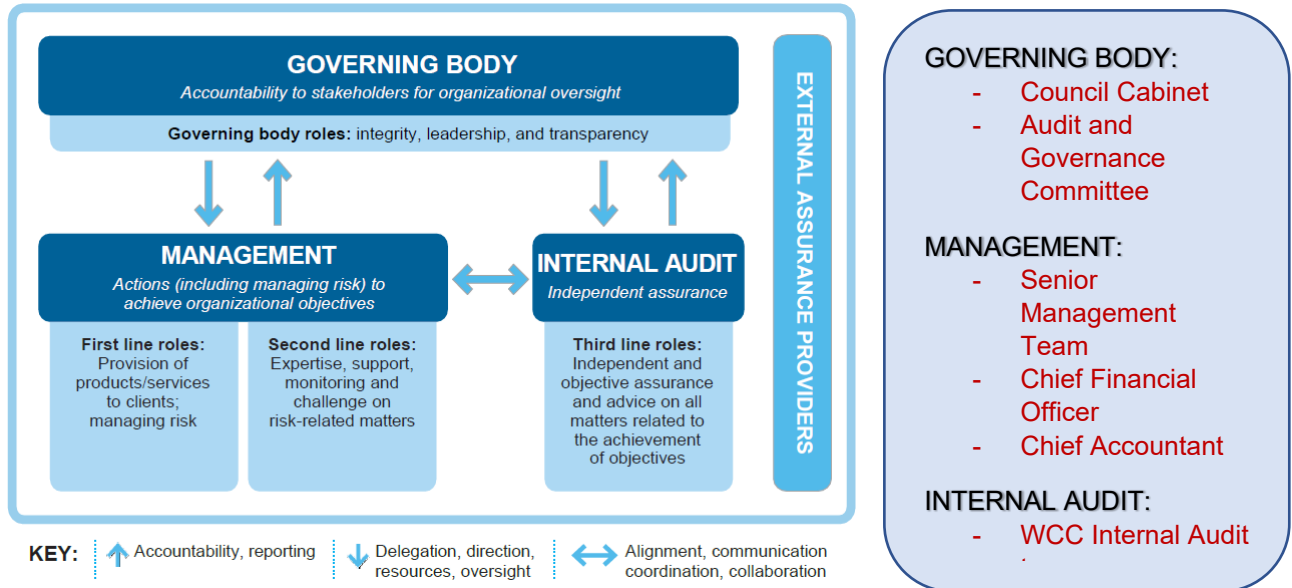 GOVERNING BODY
Accountability to stakeholders for organizational oversight
Governing body roles: integrity, leadership, and transparency
MANAGEMENT
Actions (including managing risk) to
achieve organizational objectives
First line roles:
Provision of
products/services
to clients;
managing risk
Second line roles:
Expertise, support,
monitoring and
challenge on
risk-related matters
INTERNAL AUDIT
Independent assurance
Third line roles:
Independent and
objective assurance
and advice on all
matters related to
the achievement
of objectives
EXTERNAL ASSURANCE PROVIDERS
KEY:
Accountability, reporting
Delegation, direction,
resources, oversight
Alignment, communication
coordination, collaboration
GOVERNING BODY:
- Council Cabinet
- Audit and
Governance
Committee
MANAGEMENT:
- Senior
Management
Team
- Chief Financial
Officer
- Chief Accountant
INTERNAL AUDIT:
- WCC Internal Audit